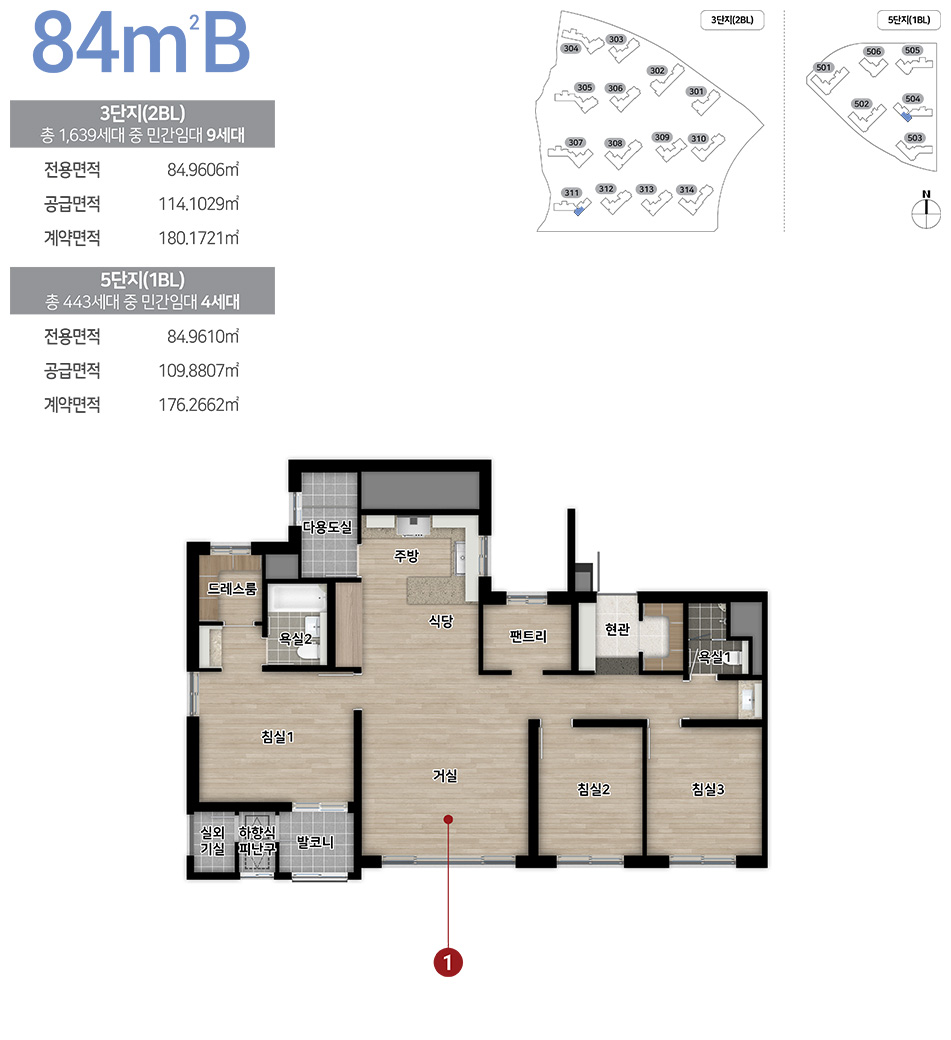 84m²B
3단지(2BL)
총 1,639세대 중 민간임대 9세대
전용면적 84.9606㎡
공급면적 114.1029㎡
계약면적 180.1721㎡
5단지(1BL)
총 443세대 중 민간임대 4세대
전용면적 84.9610㎡
공급면적 109.8807㎡
계약면적 176.2662㎡
3단지(2BL)
304
303
302
305
306
301
307
308
309
310
311
312
313
314
5단지(1BL)
501
506
505
502
504
503
N
다용도실
주방
드레스룸
욕실2
식당
팬트리
현관
욕실1
침실1
거실
침실2
침실3
실외
기실
하향식
피난구
발코니
1